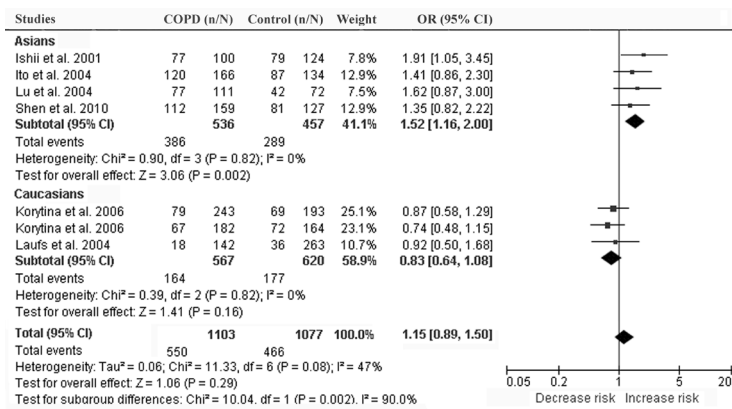 Studies COPD (n/N) Control (n/N) Weight OR (95% CI)
Asians
Ishii et al. 2001 77 100 79 124 7.8% 1.91 [1.05, 3.45]
Ito et al. 2004 120 166 87 134 12.9% 1.41 [0.86, 2.30]
Lu et al. 2004 77 111 42 72 7.5% 1.62 [0.87, 3.00]
Shen et al. 2010 112 159 81 127 12.9% 1.35 [0.82, 2.22]
Subtotal (95% CI) 536 457 41.1% 1.52 [1.16, 2.00]
Total events 386 289
Heterogeneity: Chi² = 0.90, df = 3 (P = 0.82); I² = 0%
Test for overall effect: Z = 3.06 (P = 0.002)
Caucasians
Korytina et al. 2006 79 243 69 193 25.1% 0.87 [0.58, 1.29]
Korytina et al. 2006 67 182 72 164 23.1% 0.74 [0.48, 1.15]
Laufs et al. 2004 18 142 36 263 10.7% 0.92 [0.50, 1.68]
Subtotal (95% CI) 567 620 58.9% 0.83 [0.64, 1.08]
Total events 164 177
Heterogeneity: Chi² = 0.39, df = 2 (P = 0.82); I² = 0%
Test for overall effect: Z = 1.41 (P = 0.16)
Total (95% CI) 1103 1077 100.0% 1.15 [0.89, 1.50]
Total events 550 466
Heterogeneity: Tau² = 0.06; Chi² = 11.33, df = 6 (P = 0.08); I² = 47%
Test for overall effect: Z = 1.06 (P = 0.29)
Test for subgroup differences: Chi² = 10.04, df = 1 (P = 0.002), I² = 90.0%
0.05 0.2 1 5 20
Decrease risk Increase risk